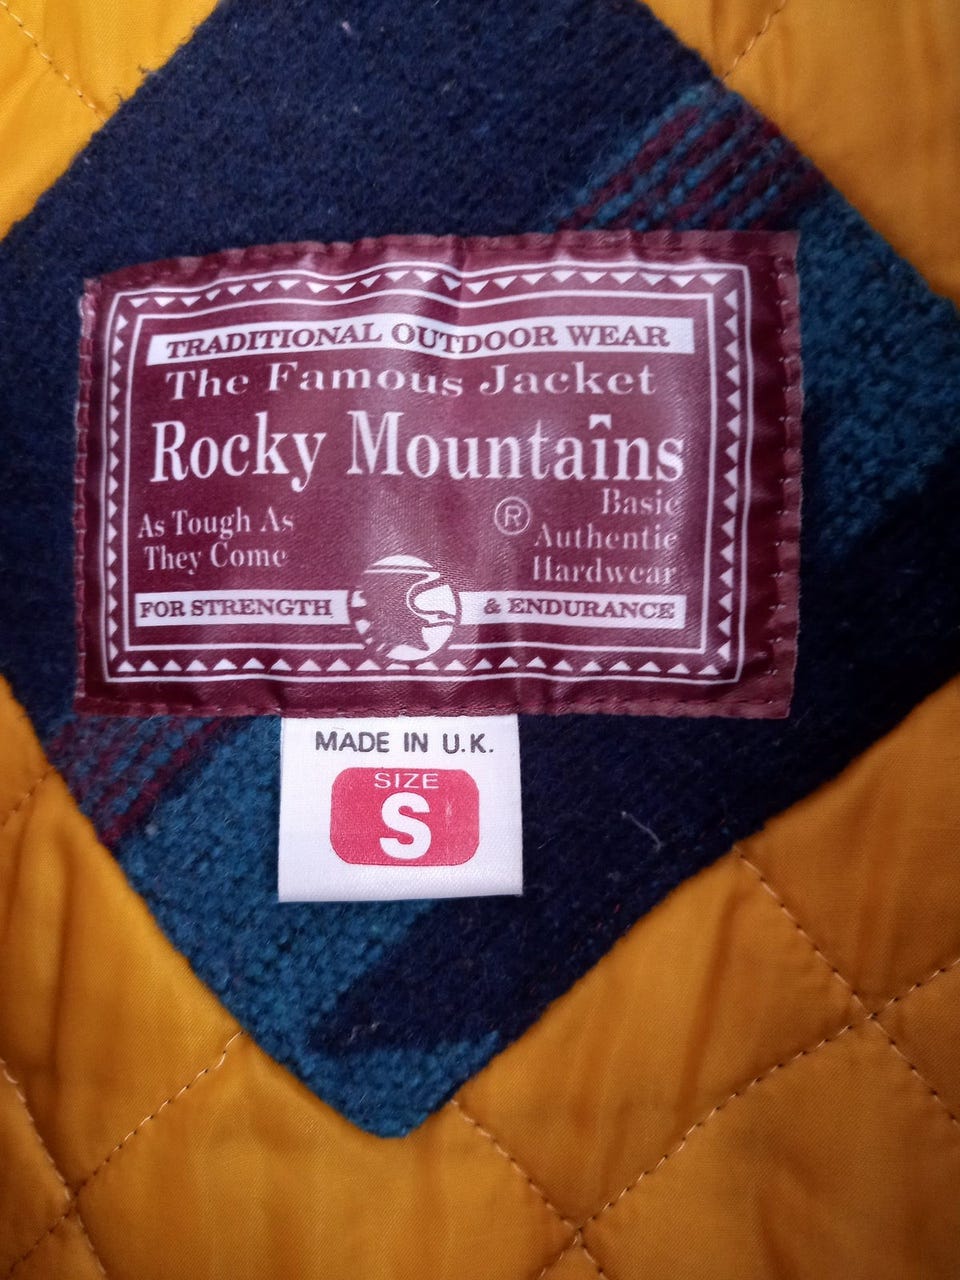 TRADITIONAL OUTDOOR WEAR
The Famous Jacket
Rocky Mountaîns
®
As Tough As
They Come
Basic
Authentic
Hardwear
FOR STRENGTH
& ENDURANCE
MADE IN U.K.
SIZE
S